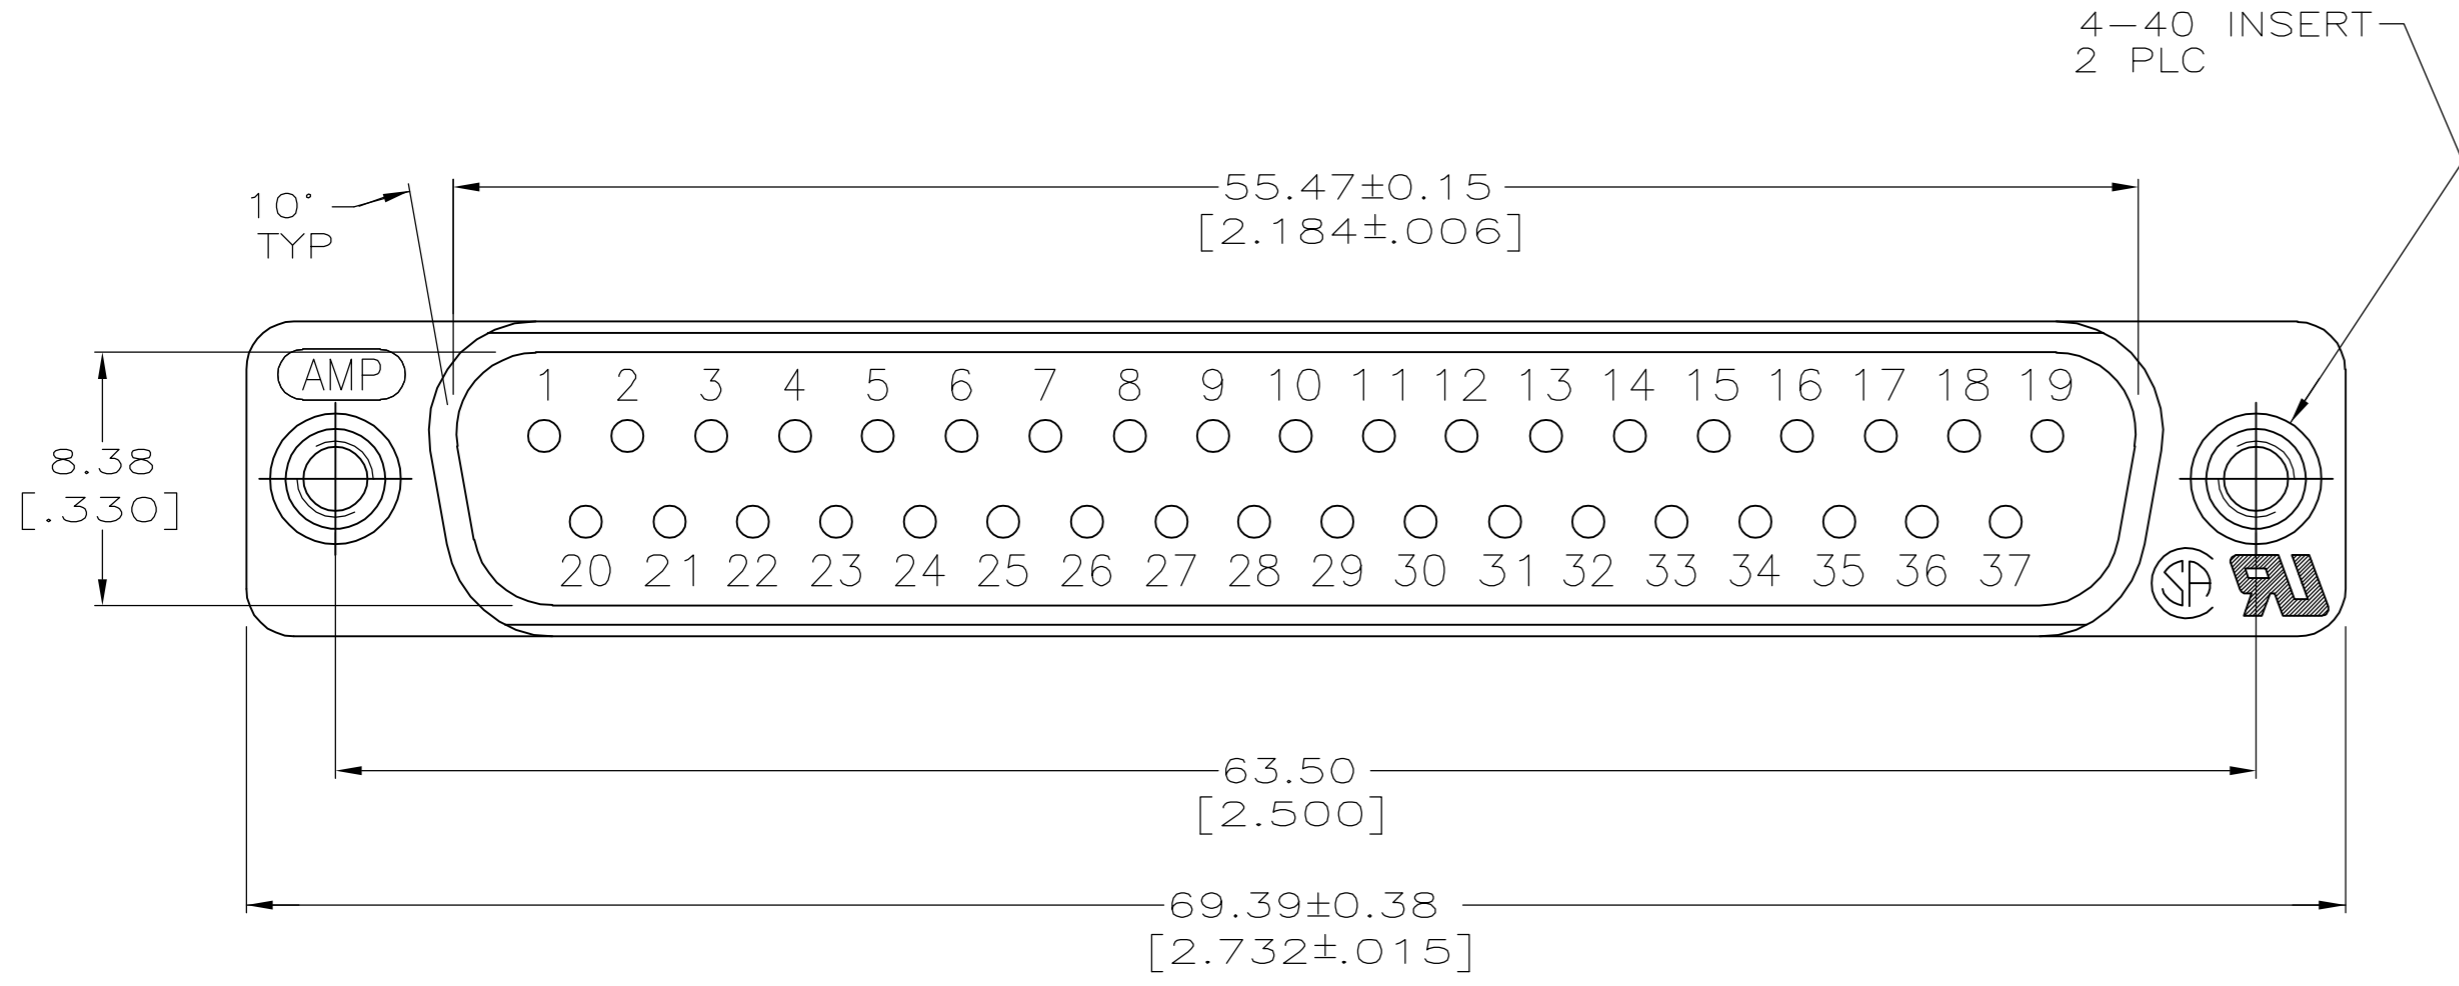 4-40 INSERT
2 PLC
55.47±0.15
[2.184±.006]
10°
TYP
AMP
1 2 3 4 5 6 7 8 9 10 11 12 13 14 15 16 17 18 19
8.38
[.330]
20 21 22 23 24 25 26 27 28 29 30 31 32 33 34 35 36 37
SA RU
63.50
[2.500]
69.39±0.38
[2.732±.015]